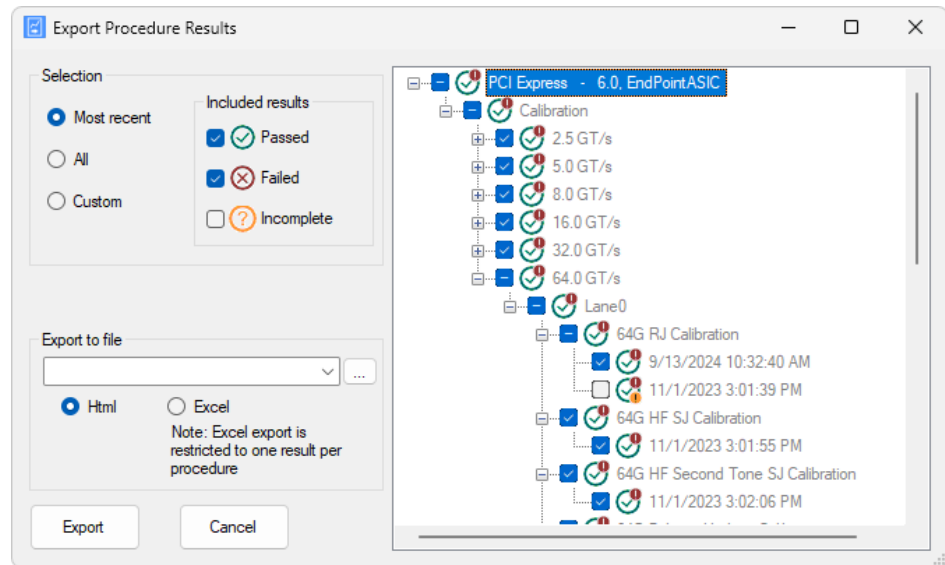 Export Procedure Results
Selection
Most recent
All
Custom
Included results
Passed
Failed
Incomplete
Export to file
...
Html
Excel
Note: Excel export is
restricted to one result per
procedure
Export
Cancel
PCI Express - 6.0, EndPointASIC
Calibration
2.5 GT/s
5.0 GT/s
8.0 GT/s
16.0 GT/s
32.0 GT/s
64.0 GT/s
Lane0
64G RJ Calibration
9/13/2024 10:32:40 AM
11/1/2023 3:01:39 PM
64G HF SJ Calibration
11/1/2023 3:01:55 PM
64G HF Second Tone SJ Calibration
11/1/2023 3:02:06 PM